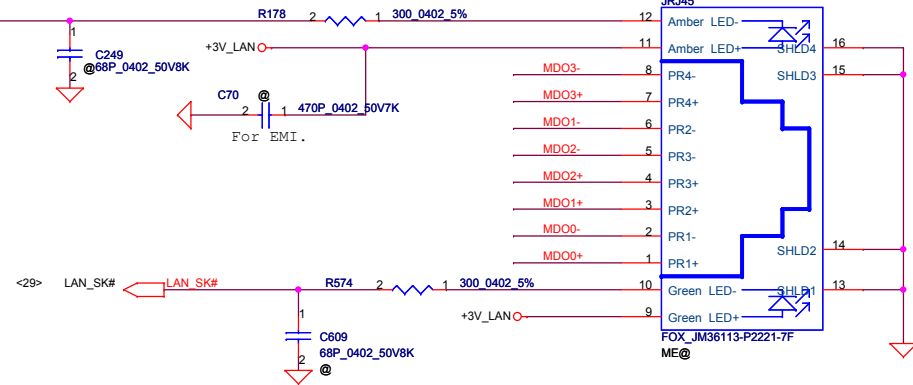 JRJ45
R178 2 1 300_0402_5% 12 Amber LED-
+3V_LAN 11 Amber LED+ SHLD4 16
1 C249
@68P_0402_50V8K
2
MDO3- 8 PR4- SHLD3 15
C70 @ MDO3+ 7 PR4+
2 1 470P_0402_50V7K
For EMI.
MDO1- 6 PR2-
MDO2- 5 PR3-
MDO2+ 4 PR3+
MDO1+ 3 PR2+
MDO0- 2 PR1-
SHLD2 14
MDO0+ 1 PR1+
<29> LAN_SK# LAN_SK# R574 2 1 300_0402_5% 10 Green LED- SHLD1 13
+3V_LAN 9 Green LED+
1 C609
68P_0402_50V8K
2 @
FOX_JM36113-P2221-7F
ME@